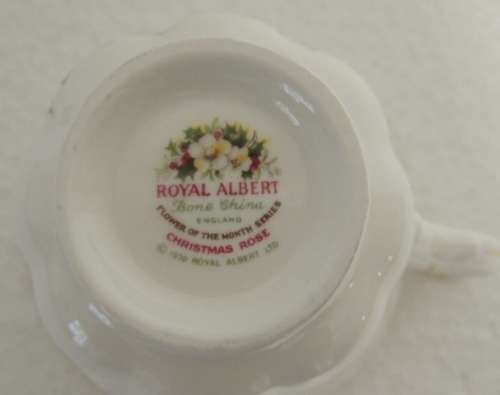 ROYAL ALBERT
Bone China
ENGLAND
FLOWER OF THE MONTH SERIES
CHRISTMAS ROSE
© 1970 ROYAL ALBERT LTD